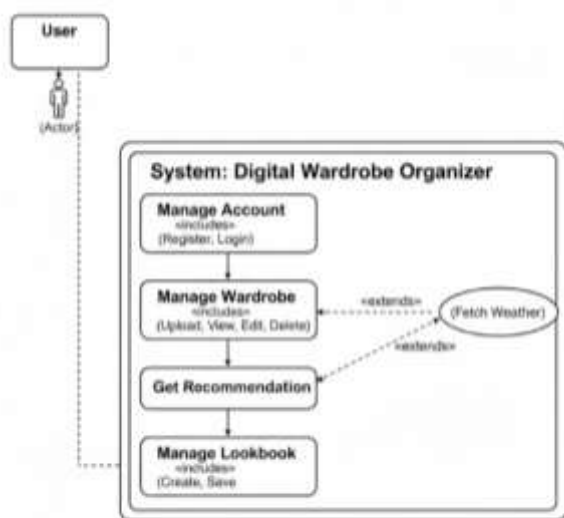 User
(Actor)
System: Digital Wardrobe Organizer
Manage Account
«includes»
(Register, Login)
Manage Wardrobe
«includes»
(Upload, View, Edit, Delete)
«extends»
(Fetch Weather)
«extends»
Get Recommendation
Manage Lookbook
«includes»
(Create, Save